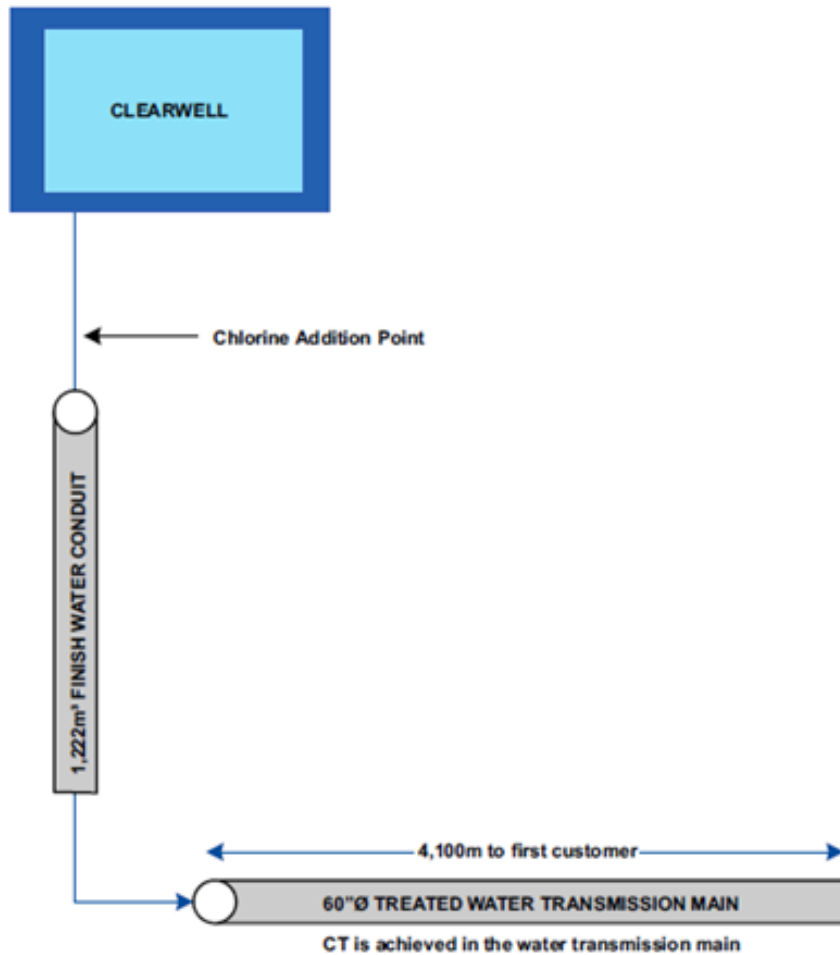 CLEARWELL
Chlorine Addition Point
1,222m³ FINISH WATER CONDUIT
4,100m to first customer
60"Ø TREATED WATER TRANSMISSION MAIN
CT is achieved in the water transmission main